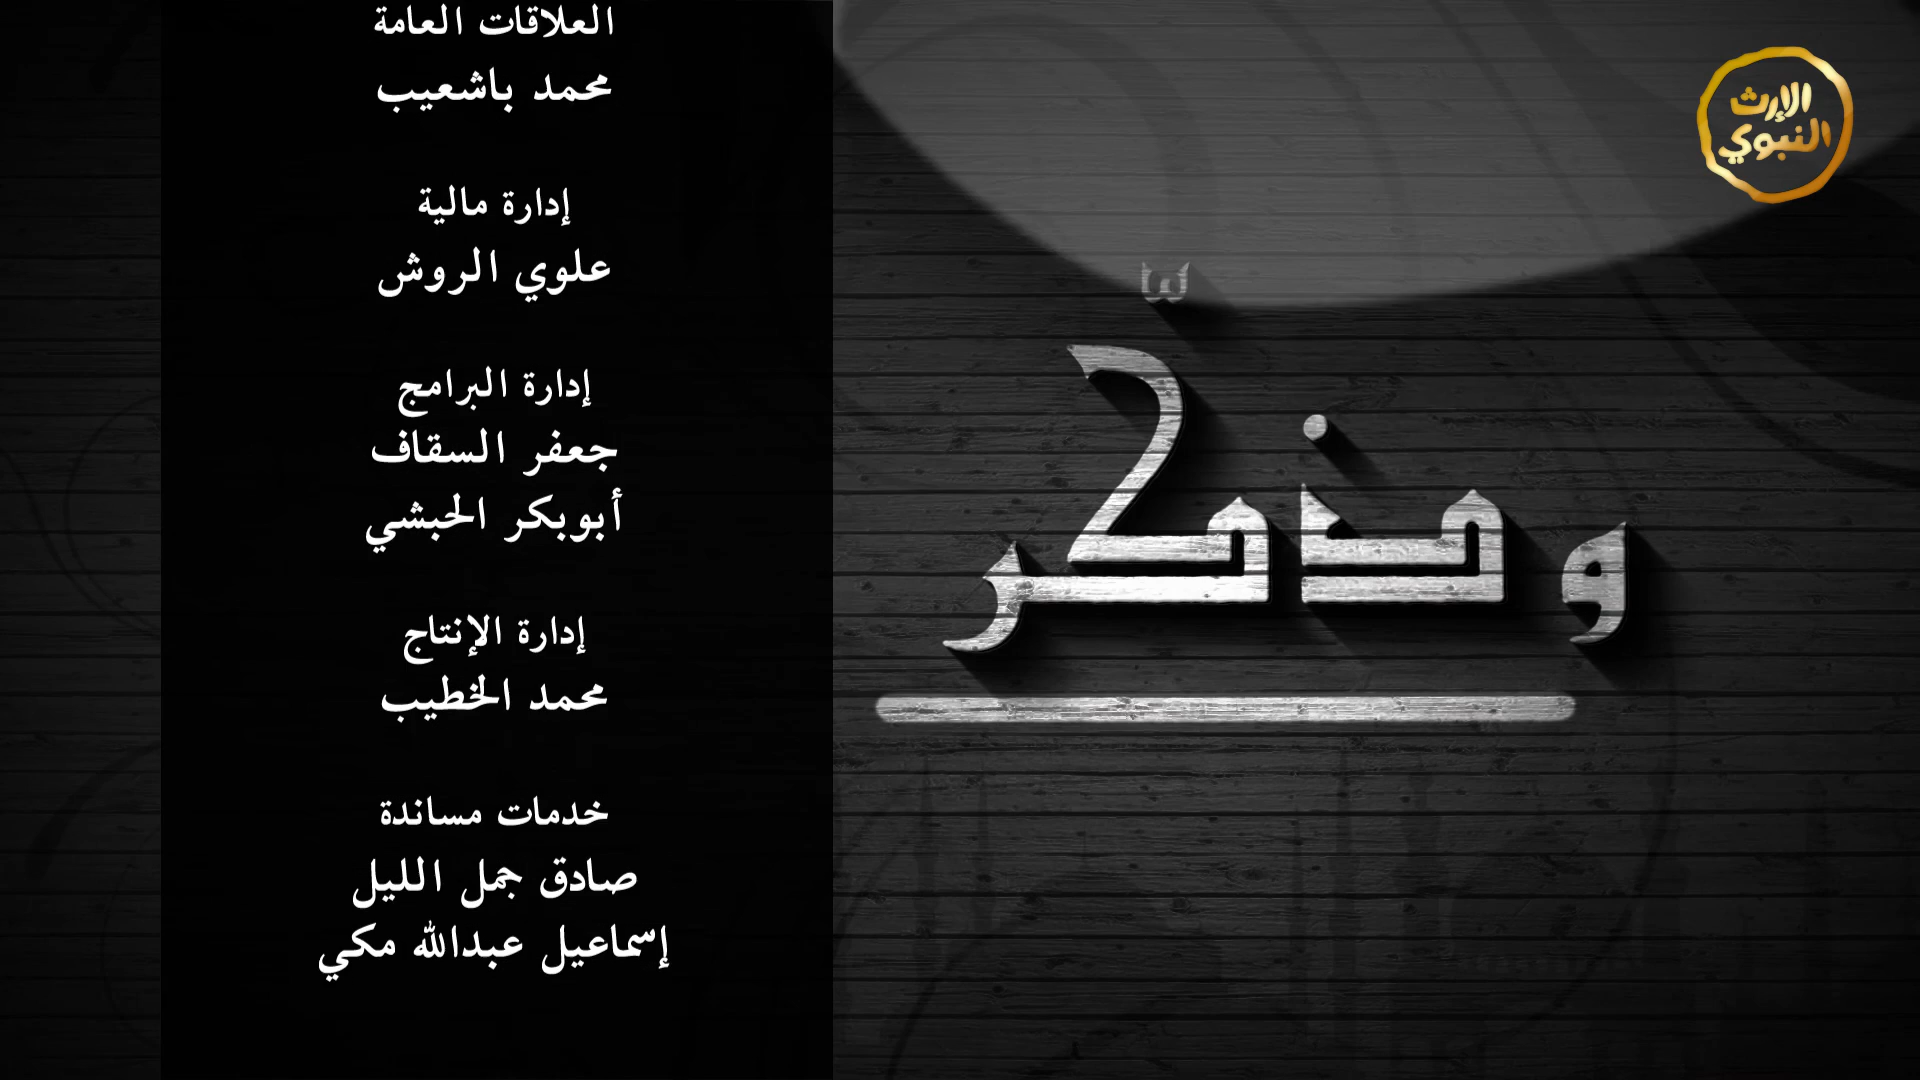 العلاقات العامة
محمد باشعيب
إدارة مالية
علوي الروش
إدارة البرامج
جعفر السقاف
أبوبكر الحبشي
إدارة الإنتاج
محمد الخطيب
خدمات مساندة
صادق جمل الليل
إسماعيل عبدالله مكي
الإرث
النبوي
وذكّر